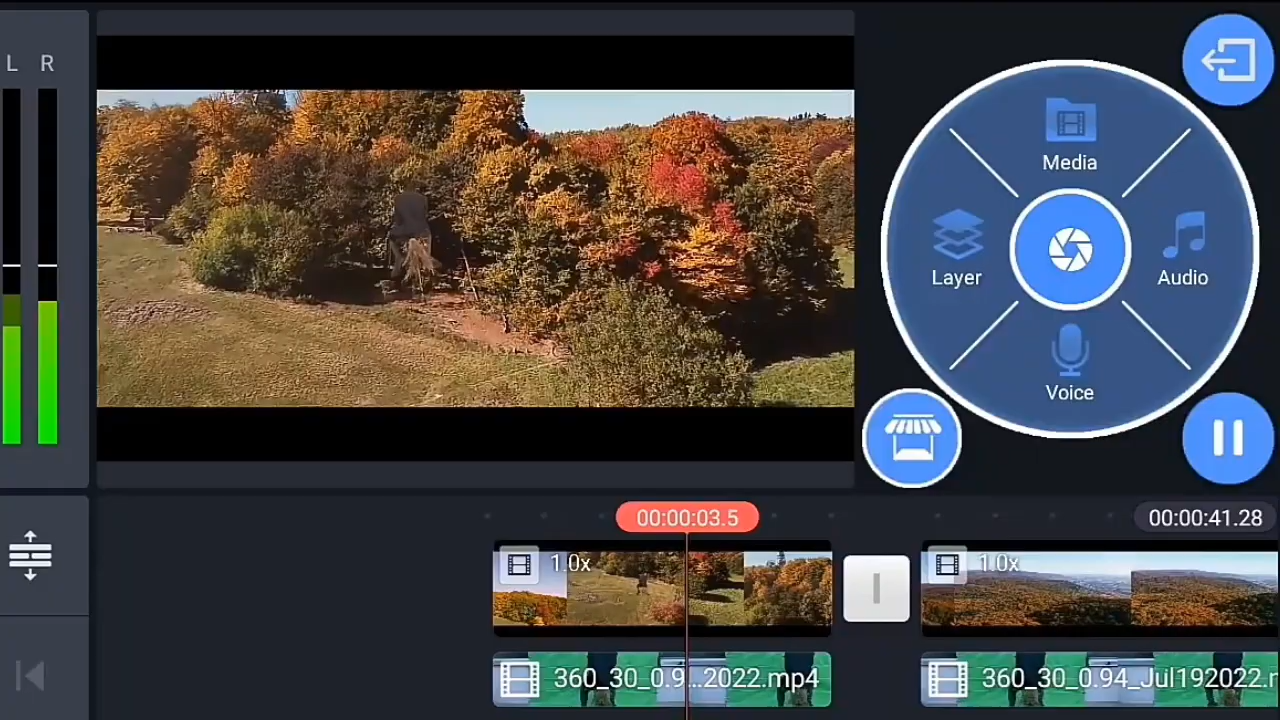 L R
Media
Layer
Audio
Voice
00:00:03.5
00:00:41.28
1.0x
1.0x
360_30_0.9...2022.mp4
360_30_0.94_Jul192022.m